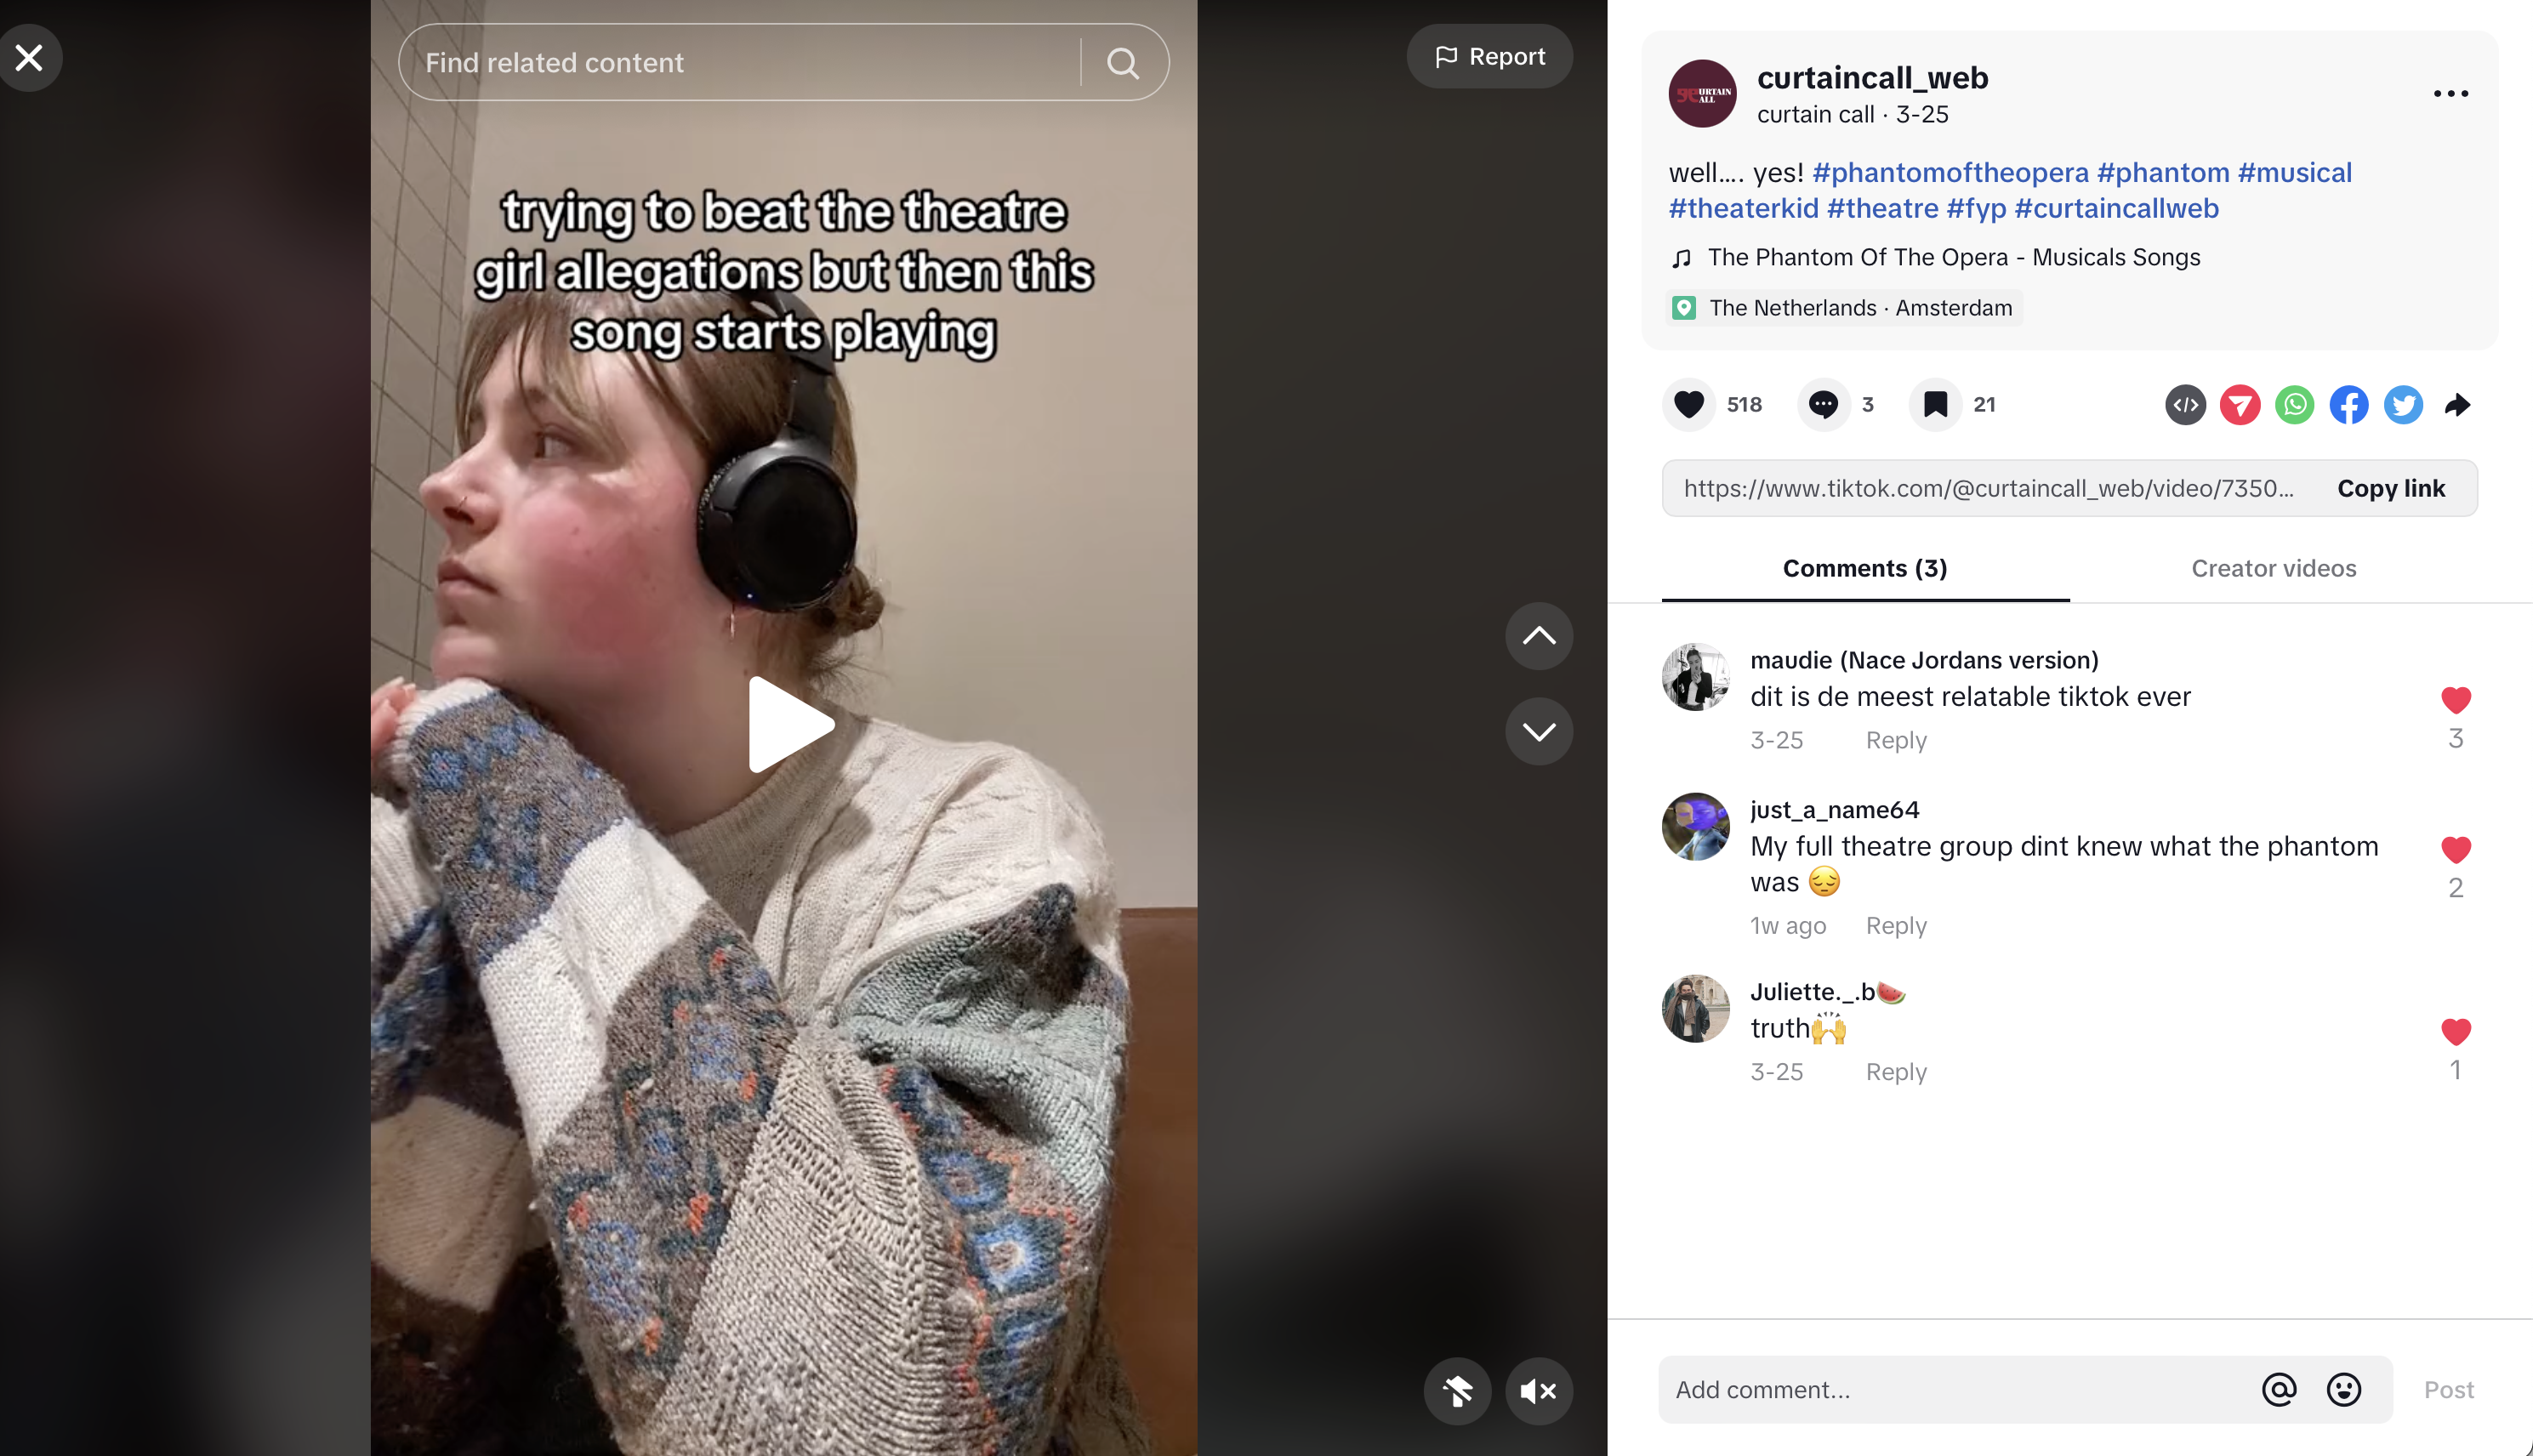 Find related content
Report
trying to beat the theatre
girl allegations but then this
song starts playing
CURTAIN
CALL
curtaincall_web
curtain call · 3-25
well.... yes! #phantomoftheopera #phantom #musical
#theaterkid #theatre #fyp #curtaincallweb
The Phantom Of The Opera - Musicals Songs
The Netherlands · Amsterdam
518
3
21
https://www.tiktok.com/@curtaincall_web/video/7350...
Copy link
Comments (3)
Creator videos
maudie (Nace Jordans version)
dit is de meest relatable tiktok ever
3-25 Reply
3
just_a_name64
My full theatre group dint knew what the phantom
was 😔
2
1w ago Reply
Juliette._.b🍉
truth🙌
3-25 Reply
1
Add comment...
Post